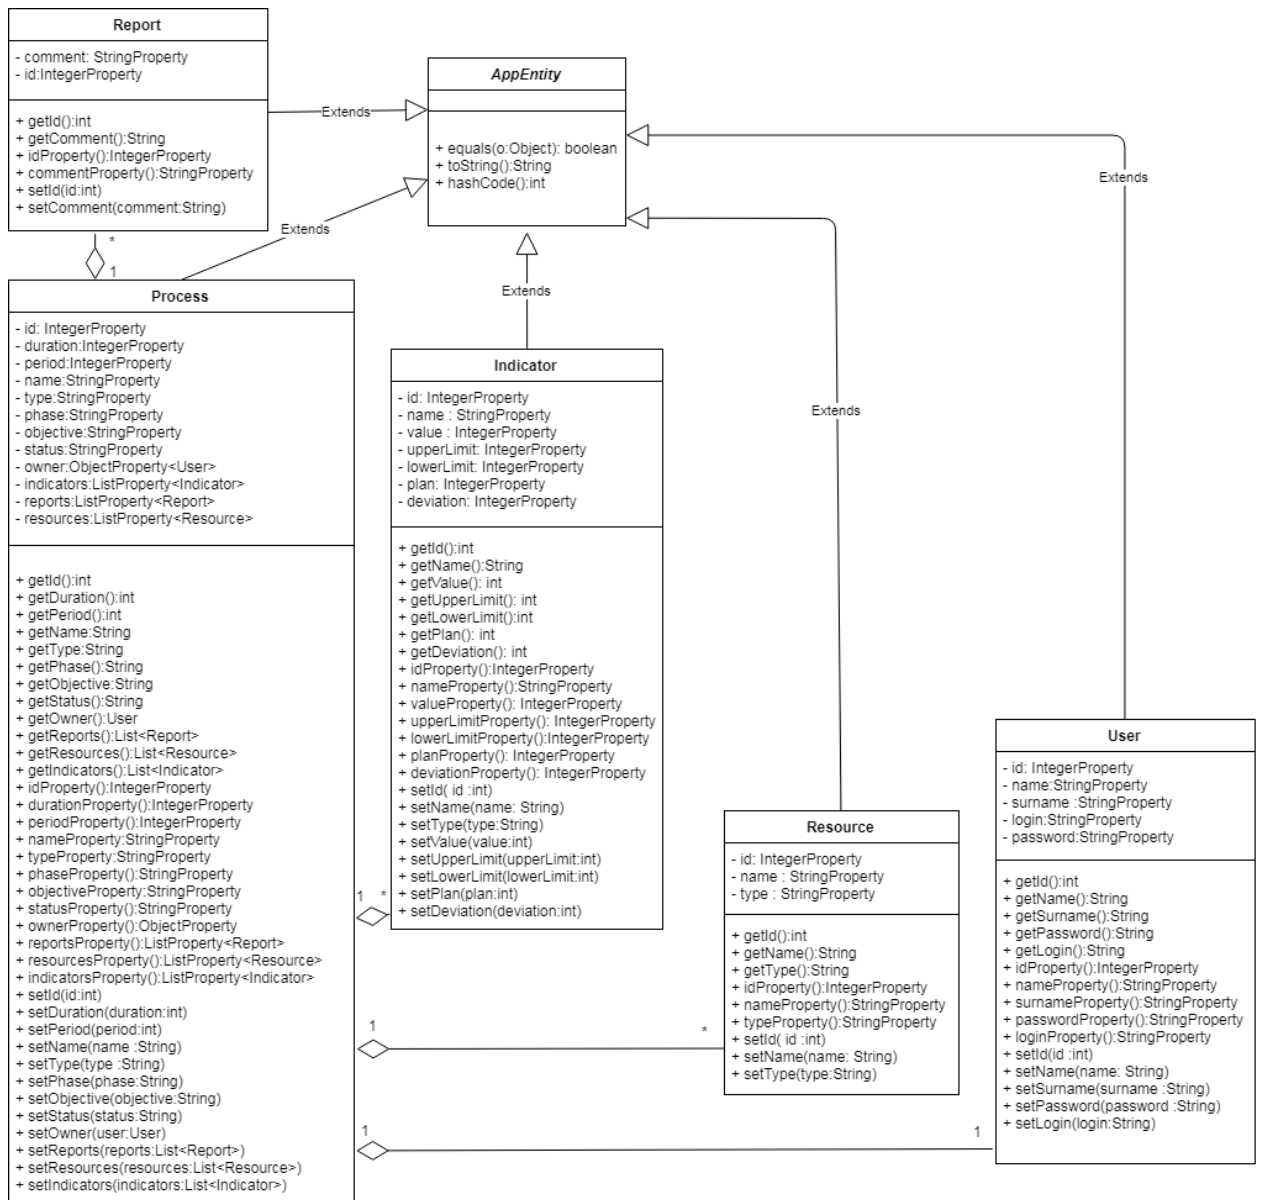 Report
- comment: StringProperty
- id:IntegerProperty
+ getId():int
+ getComment():String
+ idProperty():IntegerProperty
+ commentProperty():StringProperty
+ setId(id:int)
+ setComment(comment:String)
Extends
AppEntity
+ equals(o:Object): boolean
+ toString():String
+ hashCode():int
Extends
Extends
Extends
Extends
*
1
Process
- id: IntegerProperty
- duration:IntegerProperty
- period:IntegerProperty
- name:StringProperty
- type:StringProperty
- phase:StringProperty
- objective:StringProperty
- status:StringProperty
- owner:ObjectProperty<User>
- indicators:ListProperty<Indicator>
- reports:ListProperty<Report>
- resources:ListProperty<Resource>
+ getId():int
+ getDuration():int
+ getPeriod():int
+ getName:String
+ getType:String
+ getPhase():String
+ getObjective:String
+ getStatus():String
+ getOwner():User
+ getReports():List<Report>
+ getResources():List<Resource>
+ getIndicators():List<Indicator>
+ idProperty():IntegerProperty
+ durationProperty():IntegerProperty
+ periodProperty():IntegerProperty
+ nameProperty:StringProperty
+ typeProperty:StringProperty
+ phaseProperty():StringProperty
+ objectiveProperty:StringProperty
+ statusProperty():StringProperty
+ ownerProperty():ObjectProperty
+ reportsProperty():ListProperty<Report>
+ resourcesProperty():ListProperty<Resource>
+ indicatorsProperty():ListProperty<Indicator>
+ setId(id:int)
+ setDuration(duration:int)
+ setPeriod(period:int)
+ setName(name :String)
+ setType(type :String)
+ setPhase(phase:String)
+ setObjective(objective:String)
+ setStatus(status:String)
+ setOwner(user:User)
+ setReports(reports:List<Report>)
+ setResources(resources:List<Resource>)
+ setIndicators(indicators:List<Indicator>)
1
*
1
*
1
1
Indicator
- id: IntegerProperty
- name : StringProperty
- value : IntegerProperty
- upperLimit: IntegerProperty
- lowerLimit: IntegerProperty
- plan: IntegerProperty
- deviation: IntegerProperty
+ getId():int
+ getName():String
+ getValue(): int
+ getUpperLimit(): int
+ getLowerLimit():int
+ getPlan(): int
+ getDeviation(): int
+ idProperty():IntegerProperty
+ nameProperty():StringProperty
+ valueProperty(): IntegerProperty
+ upperLimitProperty(): IntegerProperty
+ lowerLimitProperty():IntegerProperty
+ planProperty(): IntegerProperty
+ deviationProperty(): IntegerProperty
+ setId( id :int)
+ setName(name: String)
+ setType(type:String)
+ setValue(value:int)
+ setUpperLimit(upperLimit:int)
+ setLowerLimit(lowerLimit:int)
+ setPlan(plan:int)
+ setDeviation(deviation:int)
Resource
- id: IntegerProperty
- name : StringProperty
- type : StringProperty
+ getId():int
+ getName():String
+ getType():String
+ idProperty():IntegerProperty
+ nameProperty():StringProperty
+ typeProperty():StringProperty
+ setId( id :int)
+ setName(name: String)
+ setType(type:String)
User
- id: IntegerProperty
- name:StringProperty
- surname :StringProperty
- login:StringProperty
- password:StringProperty
+ getId():int
+ getName():String
+ getSurname():String
+ getPassword():String
+ getLogin():String
+ idProperty():IntegerProperty
+ nameProperty():StringProperty
+ surnameProperty():StringProperty
+ passwordProperty():StringProperty
+ loginProperty():StringProperty
+ setId(id :int)
+ setName(name: String)
+ setSurname(surname :String)
+ setPassword(password :String)
+ setLogin(login:String)